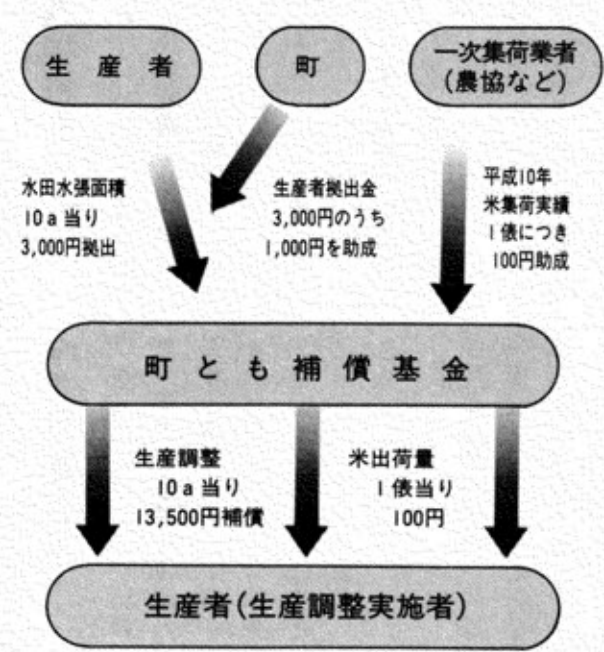 生産者
町
一次集荷業者
(農協など)
水田水張面積
10a当り
3,000円拠出
生産者拠出金
3,000円のうち
1,000円を助成
平成10年
米集荷実績
1俵につき
100円助成
町とも補償基金
生産調整
10a当り
13,500円補償
米出荷量
1俵当り
100円
生産者(生産調整実施者)